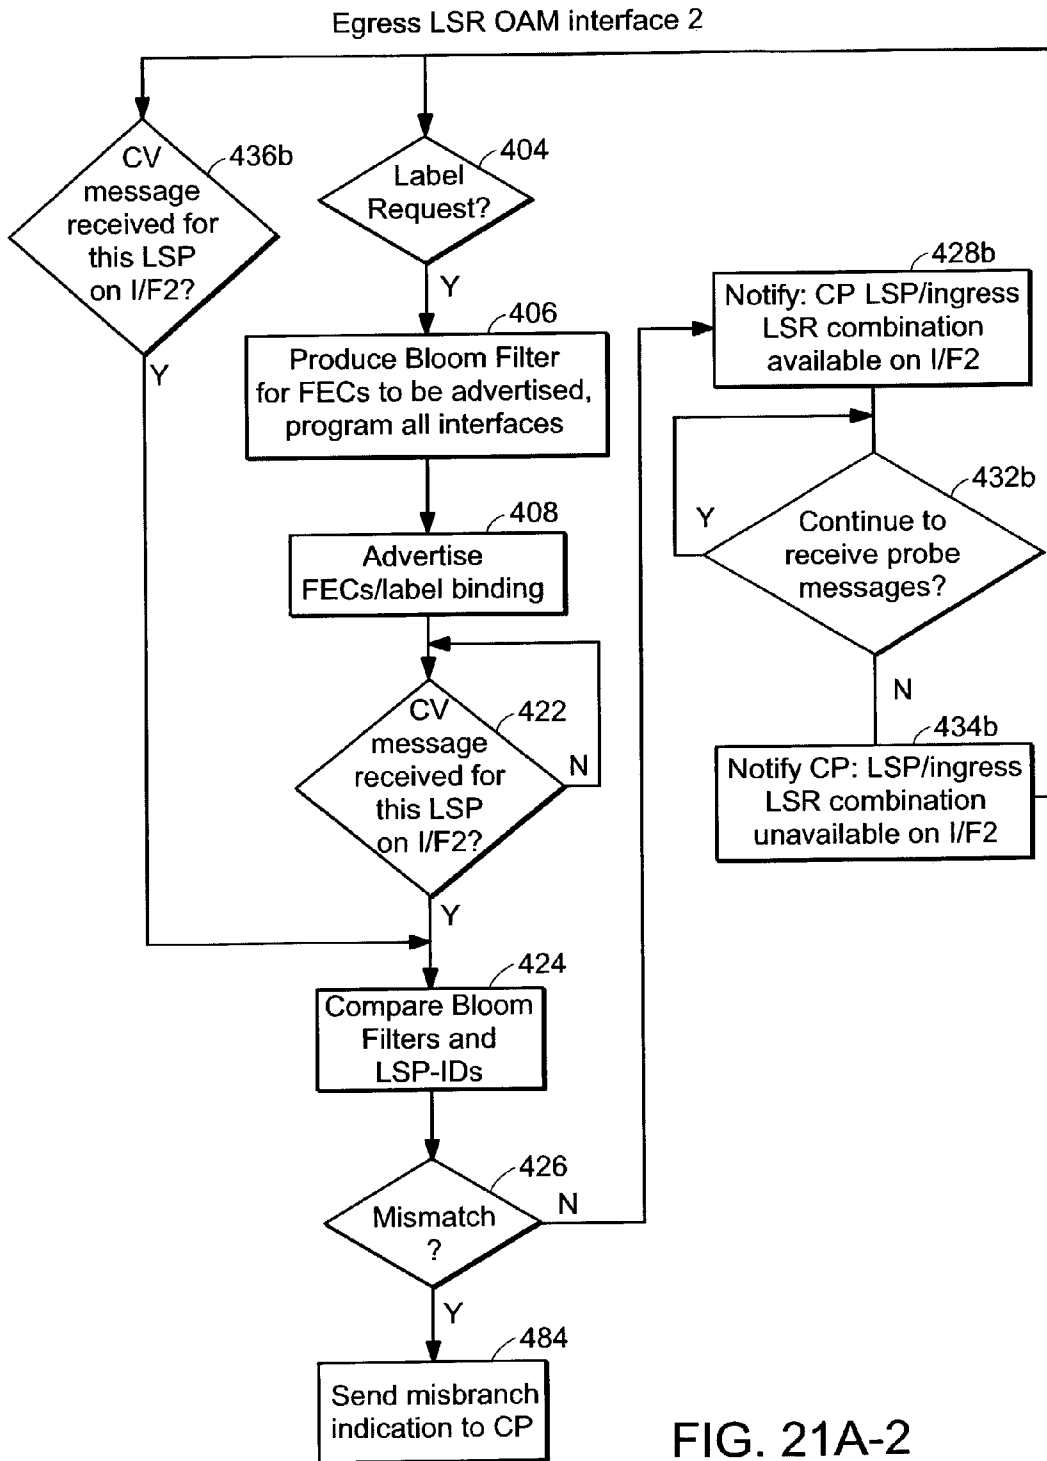 Egress LSR OAM interface 2
CV
message
received for
this LSP
on I/F2?
436b
Y
Label
Request?
404
Y
406
Produce Bloom Filter
for FECs to be advertised,
program all interfaces
408
Advertise
FECs/label binding
CV
message
received for
this LSP
on I/F2?
422
N
Y
424
Compare Bloom
Filters and
LSP-IDs
426
Mismatch
?
N
Y
484
Send misbranch
indication to CP
428b
Notify: CP LSP/ingress
LSR combination
available on I/F2
432b
Y
Continue to
receive probe
messages?
N
434b
Notify CP: LSP/ingress
LSR combination
unavailable on I/F2
FIG. 21A-2